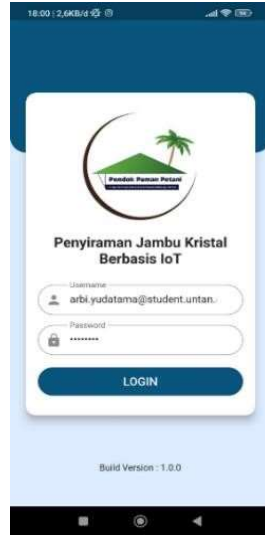 18:00 | 2,6KB/d
Pondok Paman Petani
Penyiraman Jambu Kristal
Berbasis IoT
Username
arbi.yudatama@student.untan.
Password
••••••••
LOGIN
Build Version : 1.0.0